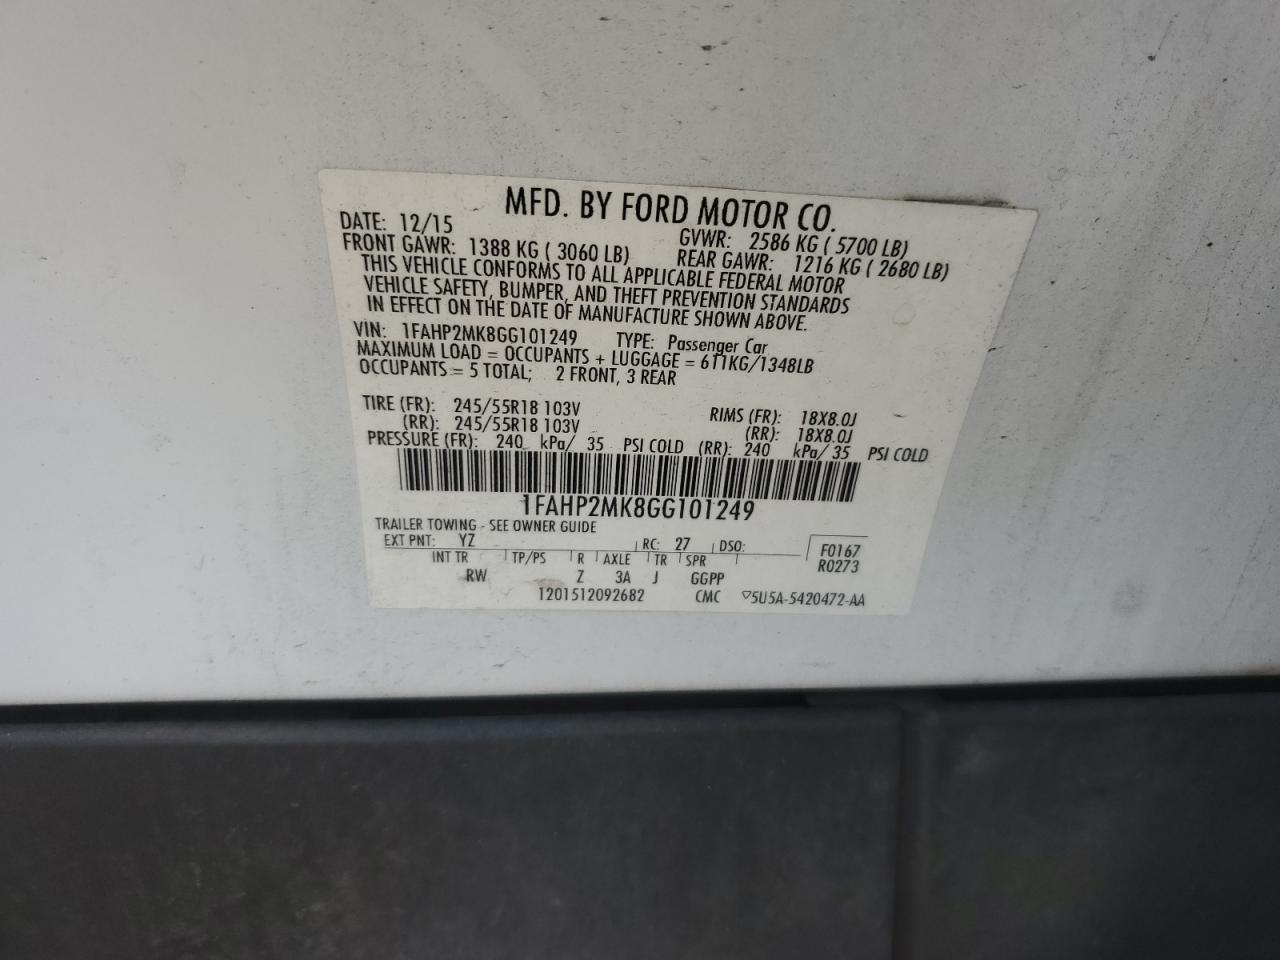 MFD. BY FORD MOTOR CO.
DATE: 12/15 GVWR: 2586 KG ( 5700 LB)
FRONT GAWR: 1388 KG ( 3060 LB) REAR GAWR: 1216 KG ( 2680 LB)
THIS VEHICLE CONFORMS TO ALL APPLICABLE FEDERAL MOTOR
VEHICLE SAFETY, BUMPER, AND THEFT PREVENTION STANDARDS
IN EFFECT ON THE DATE OF MANUFACTURE SHOWN ABOVE.
VIN: 1FAHP2MK8GG101249 TYPE: Passenger Car
MAXIMUM LOAD = OCCUPANTS + LUGGAGE = 611KG/1348LB
OCCUPANTS = 5 TOTAL; 2 FRONT, 3 REAR
TIRE (FR): 245/55R18 103V RIMS (FR): 18X8.0J
(RR): 245/55R18 103V (RR): 18X8.0J
PRESSURE (FR): 240 kPa/ 35 PSI COLD (RR): 240 kPa/ 35 PSI COLD
1FAHP2MK8GG101249
TRAILER TOWING - SEE OWNER GUIDE
EXT PNT: YZ RC: 27 DSO: F0167
INT TR TP/PS R AXLE TR SPR R0273
RW Z 3A J GGPP
1201512092682 CMC ▽5U5A-5420472-AA